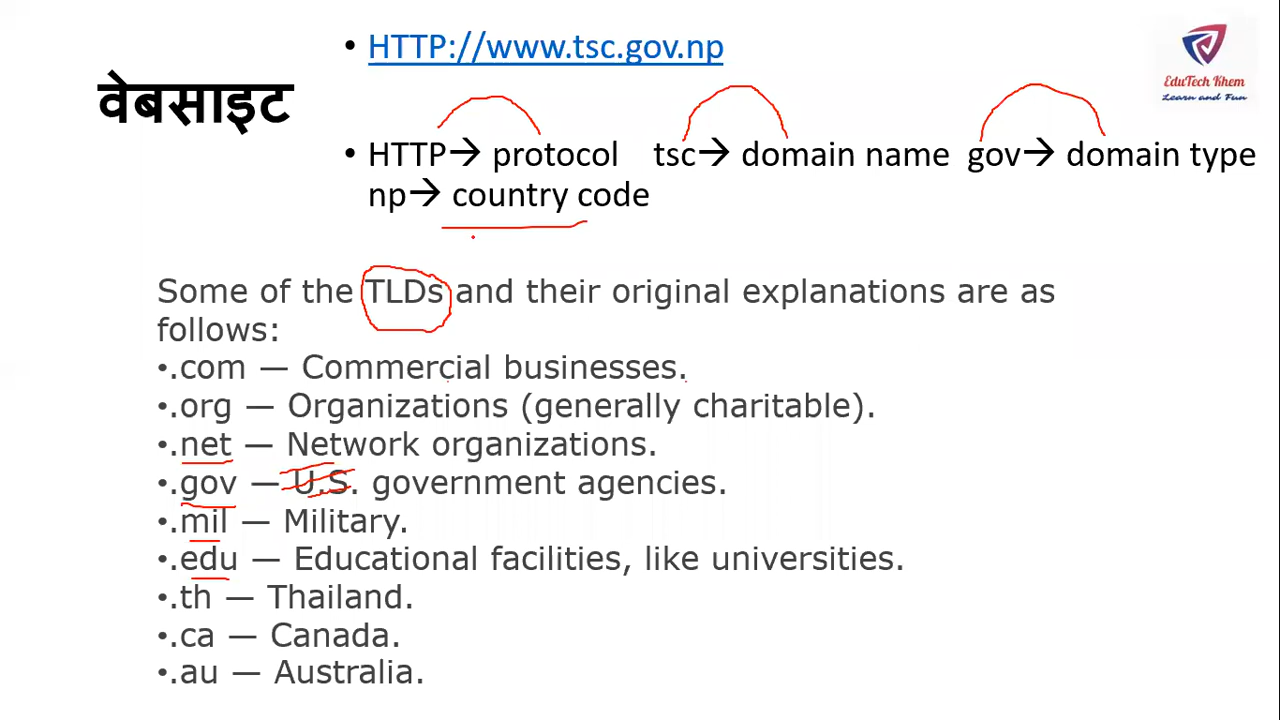 वेबसाइट
• HTTP://www.tsc.gov.np
EduTech Khem
Learn and Fun
• HTTP→ protocol tsc→ domain name gov→ domain type
np→ country code
Some of the TLDs and their original explanations are as
follows:
•.com — Commercial businesses.
•.org — Organizations (generally charitable).
•.net — Network organizations.
•.gov — U.S. government agencies.
•.mil — Military.
•.edu — Educational facilities, like universities.
•.th — Thailand.
•.ca — Canada.
•.au — Australia.